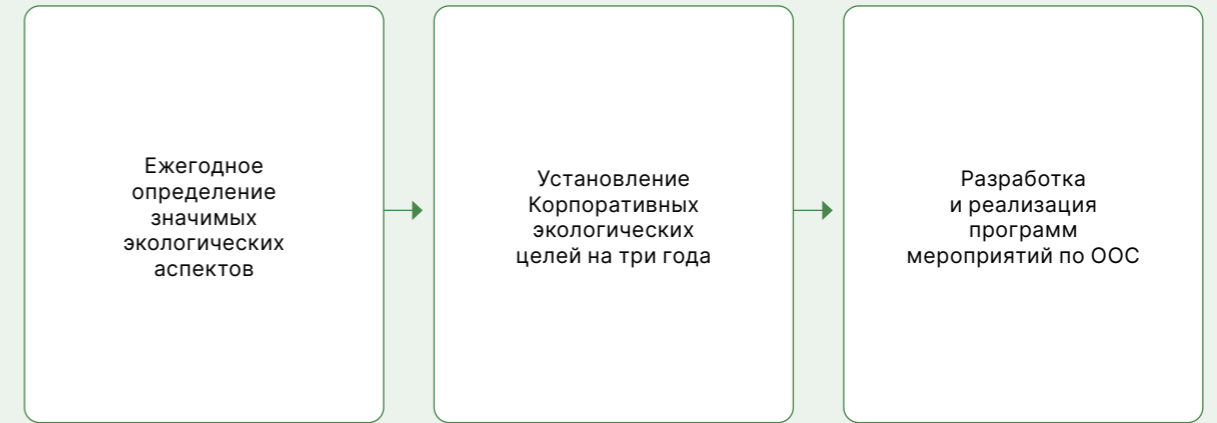 Ежегодное
определение
значимых
экологических
аспектов
Установление
Корпоративных
экологических
целей на три года
Разработка
и реализация
программ
мероприятий по ООС